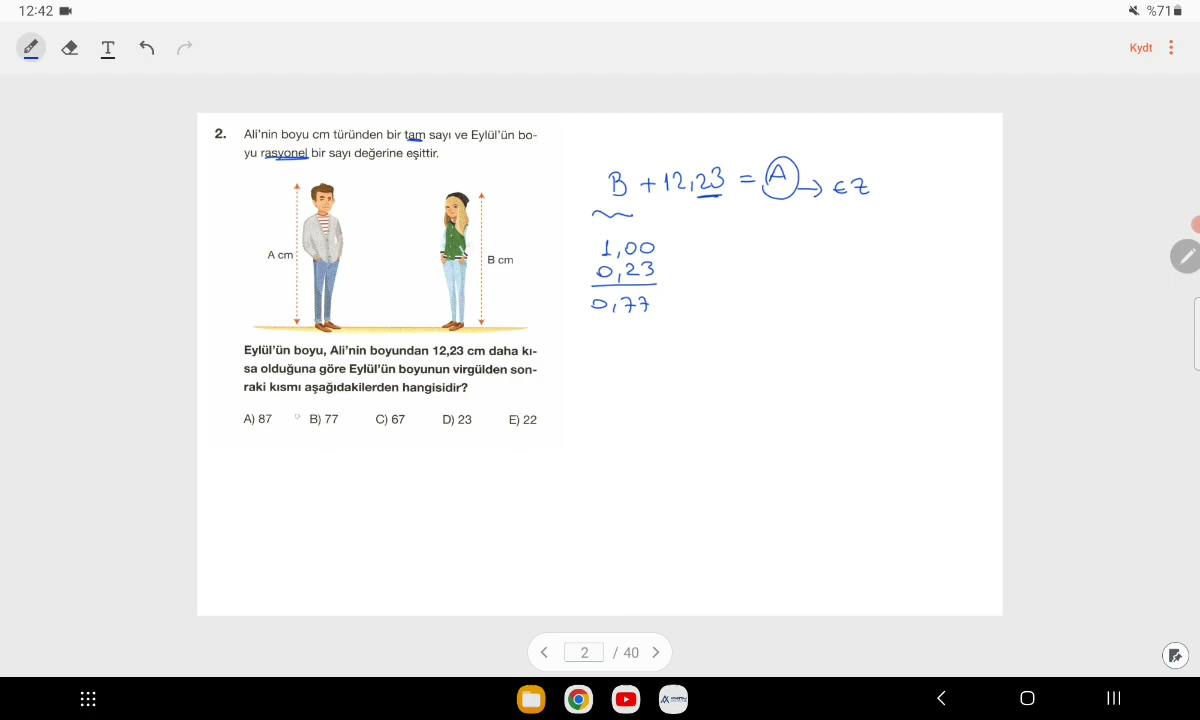 12:42
%71
T
Kydt
2. Ali'nin boyu cm türünden bir tam sayı ve Eylül'ün bo-
yu rasyonel bir sayı değerine eşittir.
A cm
B cm
Eylül'ün boyu, Ali'nin boyundan 12,23 cm daha kı-
sa olduğuna göre Eylül'ün boyunun virgülden son-
raki kısmı aşağıdakilerden hangisidir?
A) 87 B) 77 C) 67 D) 23 E) 22
B + 12,23 = A → ∈ Z
1,00
0,23
0,77
2 / 40